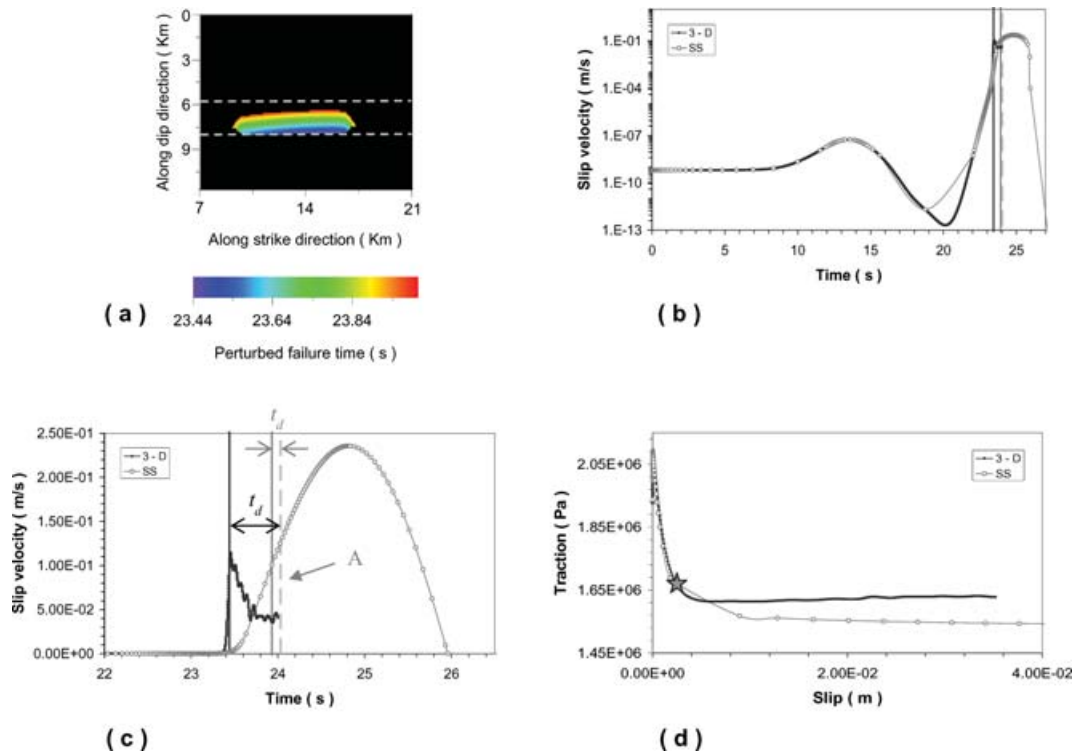 0
3
6
9
Along dip direction ( Km )
7
14
21
Along strike direction ( Km )
23.44
23.64
23.84
Perturbed failure time ( s )
( a )
3 - D
SS
1.E-01
1.E-04
1.E-07
1.E-10
1.E-13
Slip velocity ( m/s )
0
5
10
15
20
25
Time ( s )
( b )
t_d
3 - D
SS
2.50E-01
2.00E-01
1.50E-01
1.00E-01
5.00E-02
0.00E+00
Slip velocity ( m/s )
t_d
A
22
23
24
25
26
Time ( s )
( c )
3 - D
SS
2.05E+06
1.85E+06
1.65E+06
1.45E+06
Traction ( Pa )
0.00E+00
2.00E-02
4.00E-02
Slip ( m )
( d )